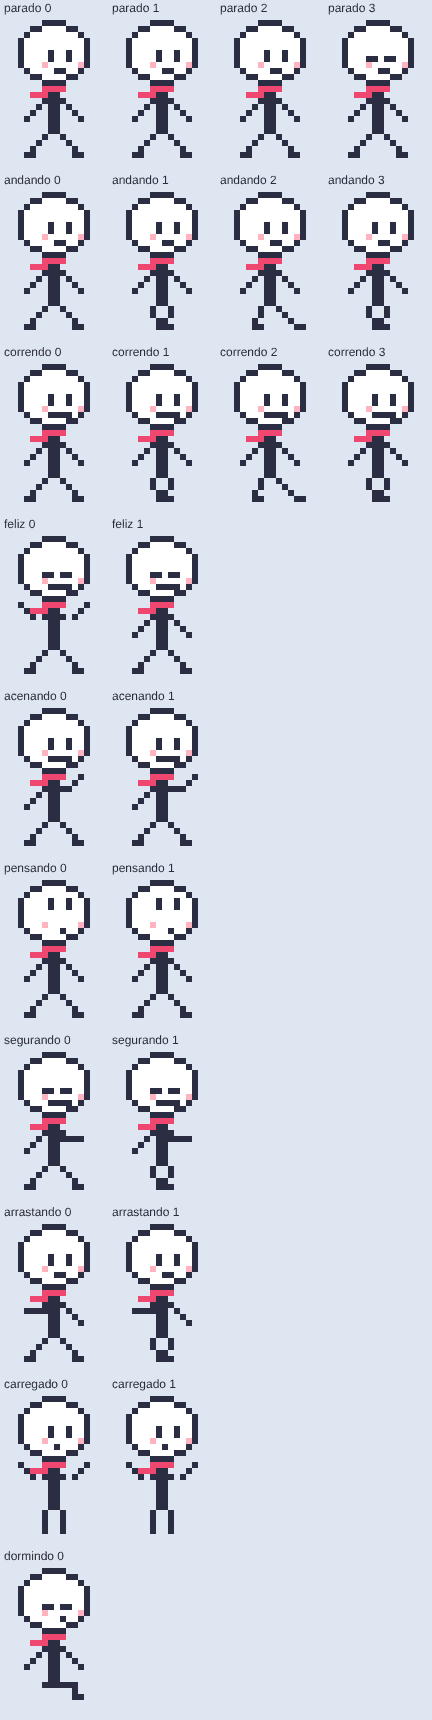 parado 0 parado 1 parado 2 parado 3
andando 0 andando 1 andando 2 andando 3
correndo 0 correndo 1 correndo 2 correndo 3
feliz 0 feliz 1
acenando 0 acenando 1
pensando 0 pensando 1
segurando 0 segurando 1
arrastando 0 arrastando 1
carregado 0 carregado 1
dormindo 0